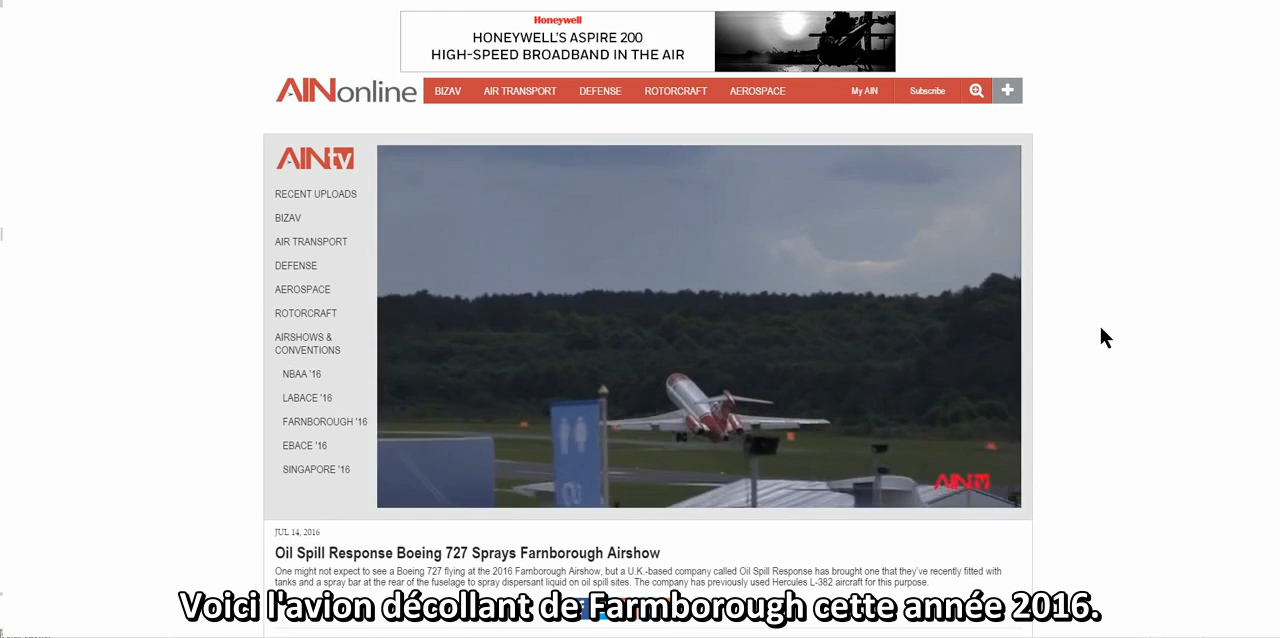 Honeywell
HONEYWELL'S ASPIRE 200
HIGH-SPEED BROADBAND IN THE AIR
AINonline
BIZAV AIR TRANSPORT DEFENSE ROTORCRAFT AEROSPACE My AIN Subscribe
AINtv
RECENT UPLOADS
BIZAV
AIR TRANSPORT
DEFENSE
AEROSPACE
ROTORCRAFT
AIRSHOWS &
CONVENTIONS
NBAA '16
LABACE '16
FARNBOROUGH '16
EBACE '16
SINGAPORE '16
AINtv
JUL 14, 2016
Oil Spill Response Boeing 727 Sprays Farnborough Airshow
One might not expect to see a Boeing 727 flying at the 2016 Farnborough Airshow, but a U.K.-based company called Oil Spill Response has brought one that they've recently fitted with
tanks and a spray bar at the rear of the fuselage to spray dispersant liquid on oil spill sites. The company has previously used Hercules L-382 aircraft for this purpose.
Voici l'avion décollant de Farmborough cette année 2016.